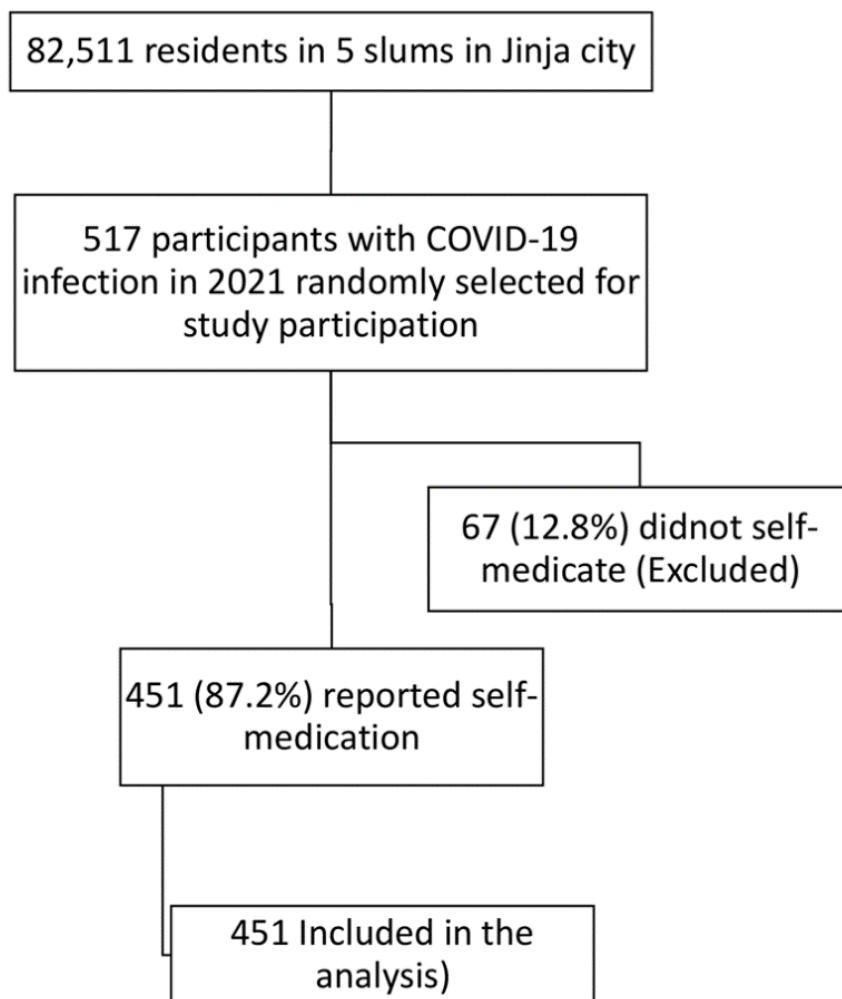 82,511 residents in 5 slums in Jinja city
517 participants with COVID-19
infection in 2021 randomly selected for
study participation
67 (12.8%) didnot self-
medicate (Excluded)
451 (87.2%) reported self-
medication
451 Included in the
analysis)